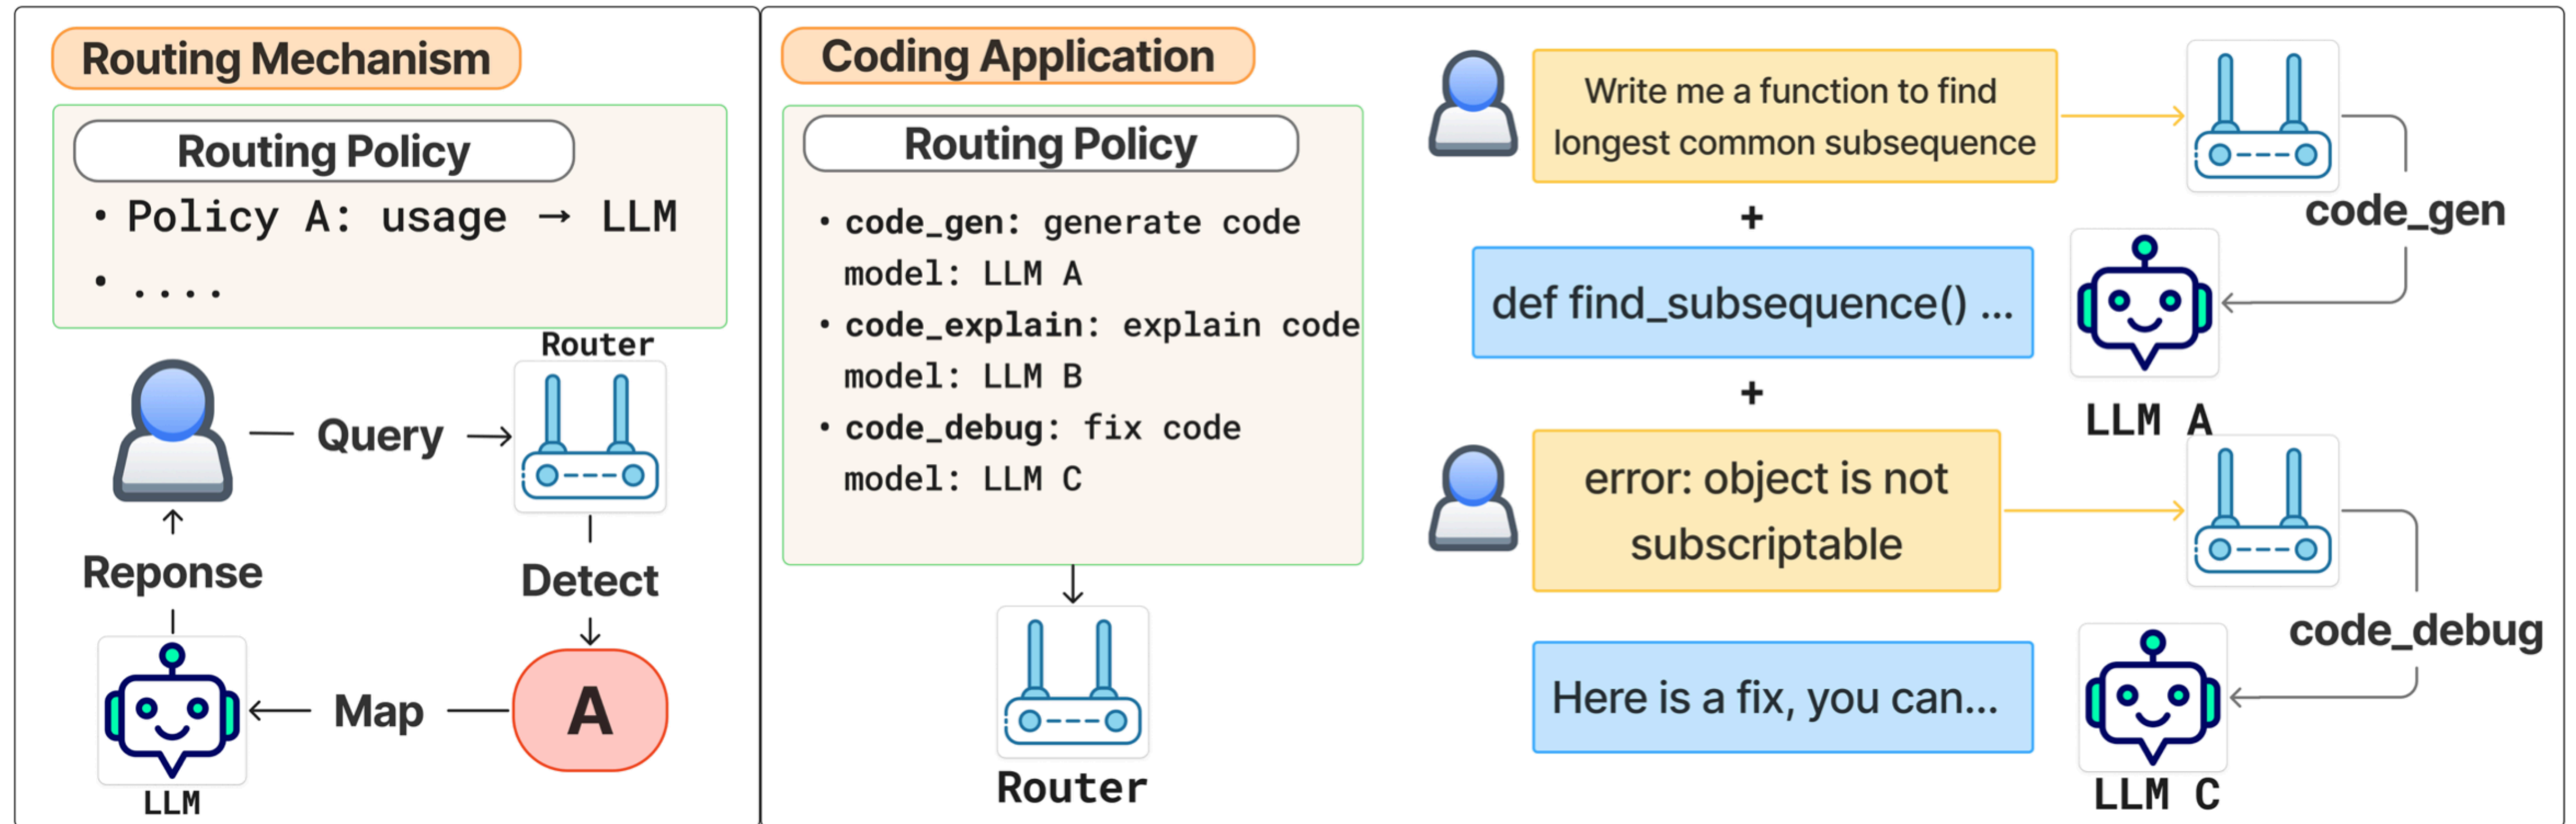 Routing Mechanism
Routing Policy
• Policy A: usage → LLM
• ....
Router
Query
Reponse
Detect
A
Map
LLM
Coding Application
Routing Policy
• code_gen: generate code
model: LLM A
• code_explain: explain code
model: LLM B
• code_debug: fix code
model: LLM C
Router
Write me a function to find
longest common subsequence
code_gen
+
def find_subsequence() ...
LLM A
+
error: object is not
subscriptable
code_debug
Here is a fix, you can...
LLM C